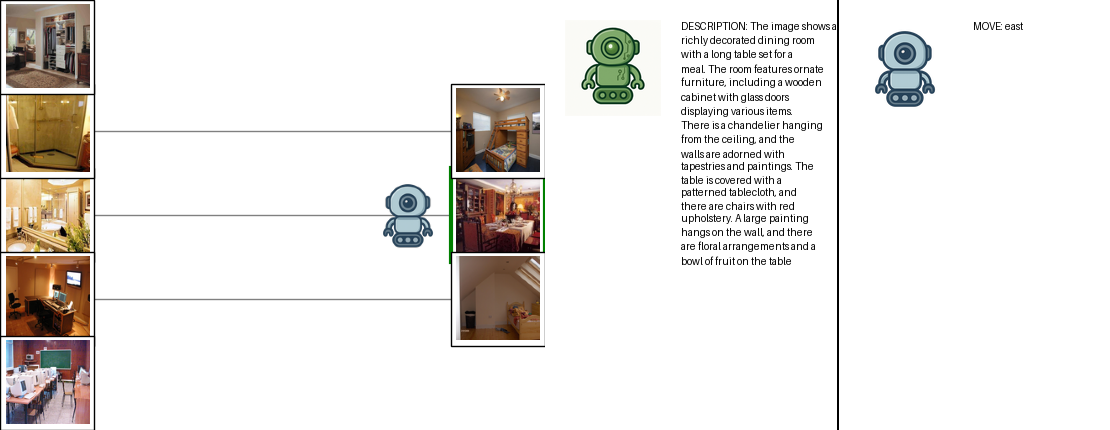 DESCRIPTION: The image shows a
richly decorated dining room
with a long table set for a
meal. The room features ornate
furniture, including a wooden
cabinet with glass doors
displaying various items.
There is a chandelier hanging
from the ceiling, and the
walls are adorned with
tapestries and paintings. The
table is covered with a
patterned tablecloth, and
there are chairs with red
upholstery. A large painting
hangs on the wall, and there
are floral arrangements and a
bowl of fruit on the table
MOVE: east